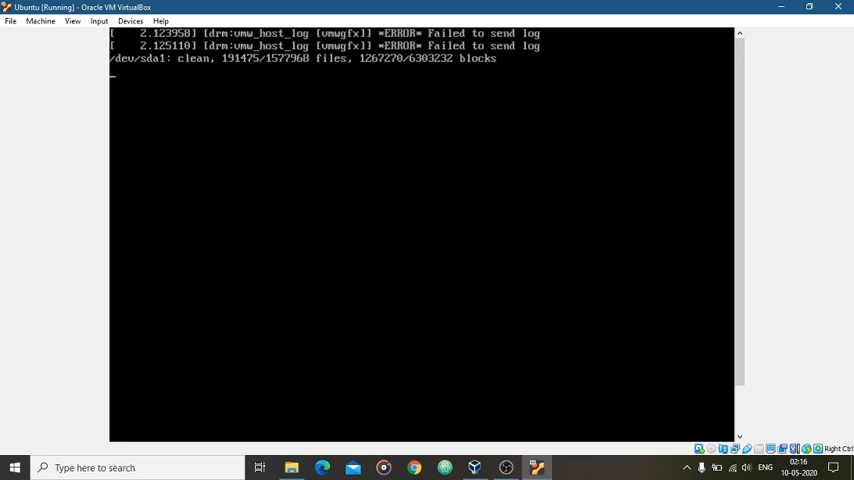 Ubuntu [Running] - Oracle VM VirtualBox
File Machine View Input Devices Help
[    2.123958] [drm:vmw_host_log [vmwgfx]] *ERROR* Failed to send log
[    2.125110] [drm:vmw_host_log [vmwgfx]] *ERROR* Failed to send log
/dev/sda1: clean, 191475/1577968 files, 1267270/6303232 blocks
Right Ctrl
Type here to search
ENG
02:16
10-05-2020